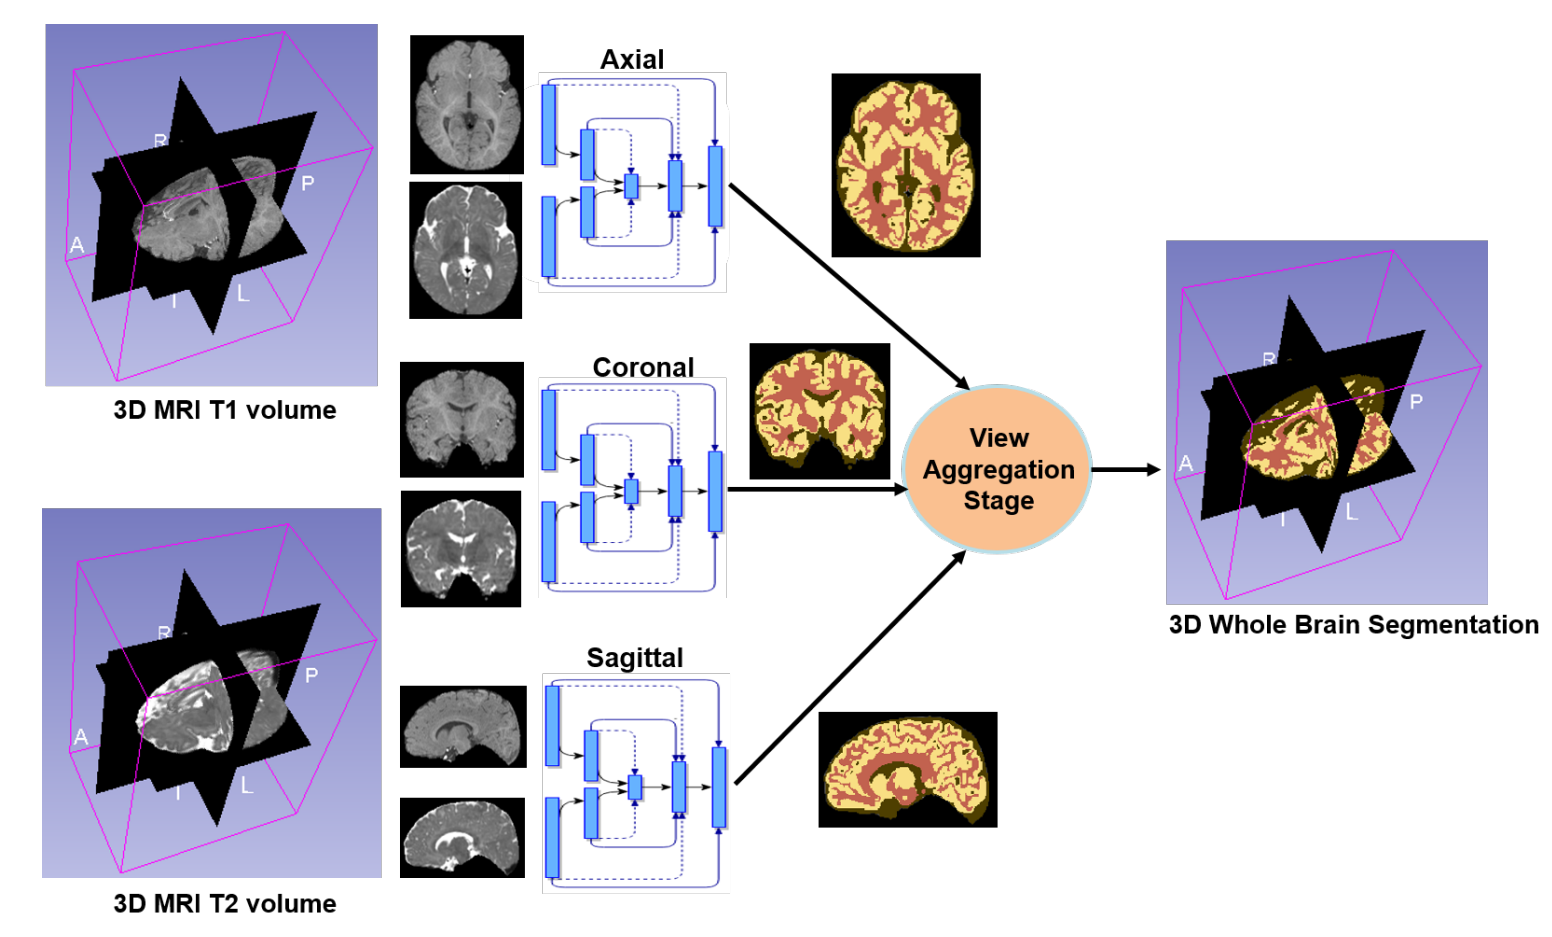 R
P
A
I
L
3D MRI T1 volume
R
P
A
I
L
3D MRI T2 volume
Axial
Coronal
Sagittal
View
Aggregation
Stage
R
P
A
I
L
3D Whole Brain Segmentation